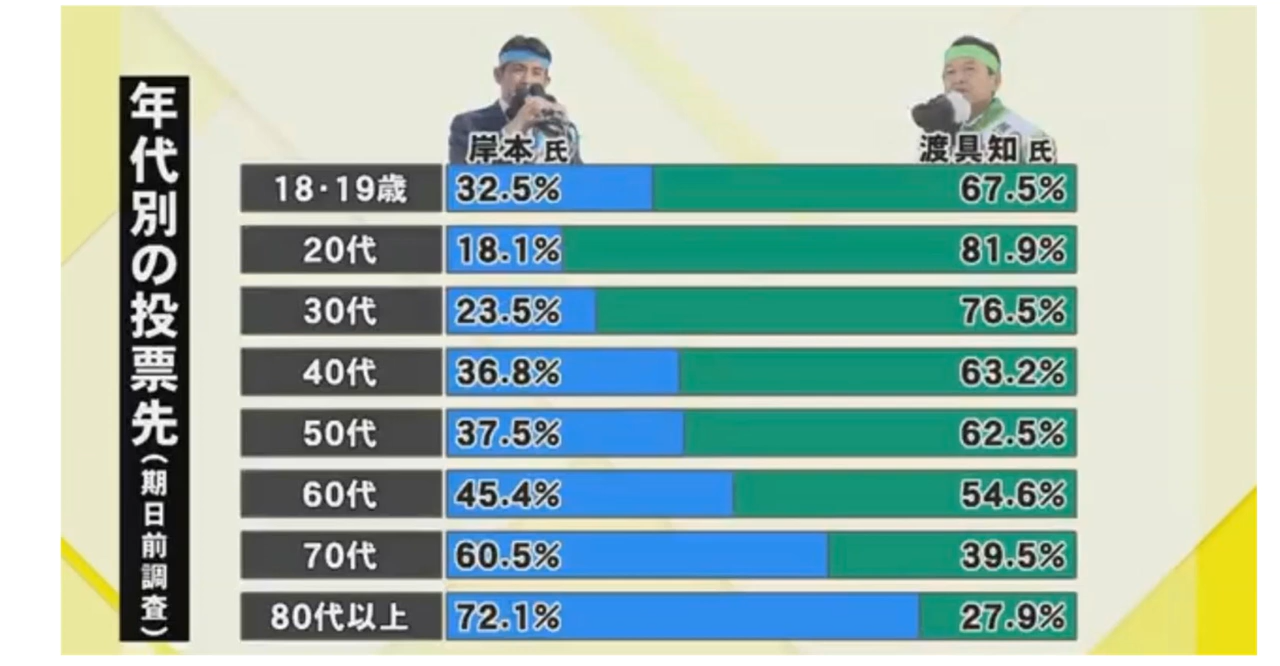 年代別の投票先(期日前調査)
岸本 氏 渡具知 氏
18・19歳 32.5% 67.5%
20代 18.1% 81.9%
30代 23.5% 76.5%
40代 36.8% 63.2%
50代 37.5% 62.5%
60代 45.4% 54.6%
70代 60.5% 39.5%
80代以上 72.1% 27.9%